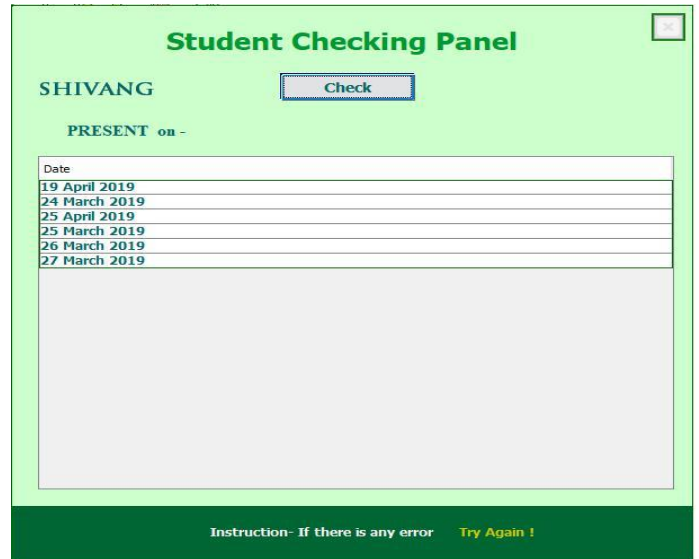 Student Checking Panel
SHIVANG Check
PRESENT on -
Date
19 April 2019
24 March 2019
25 April 2019
25 March 2019
26 March 2019
27 March 2019
Instruction- If there is any error Try Again !